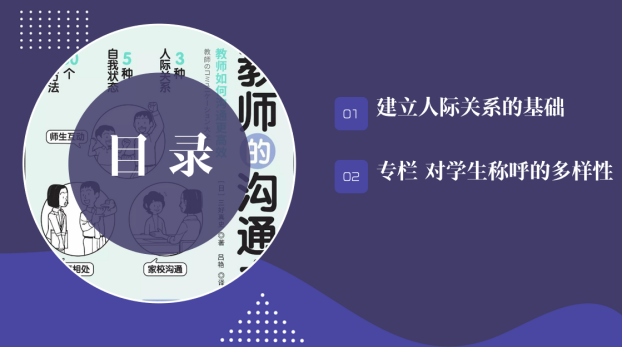 目录
01 建立人际关系的基础
02 专栏 对学生称呼的多样性
3种
人际关系
5种
自我状态
0个
法
教师如何
教师
的
沟通
师生互动
相处
家校沟通
著
吕艳◎译